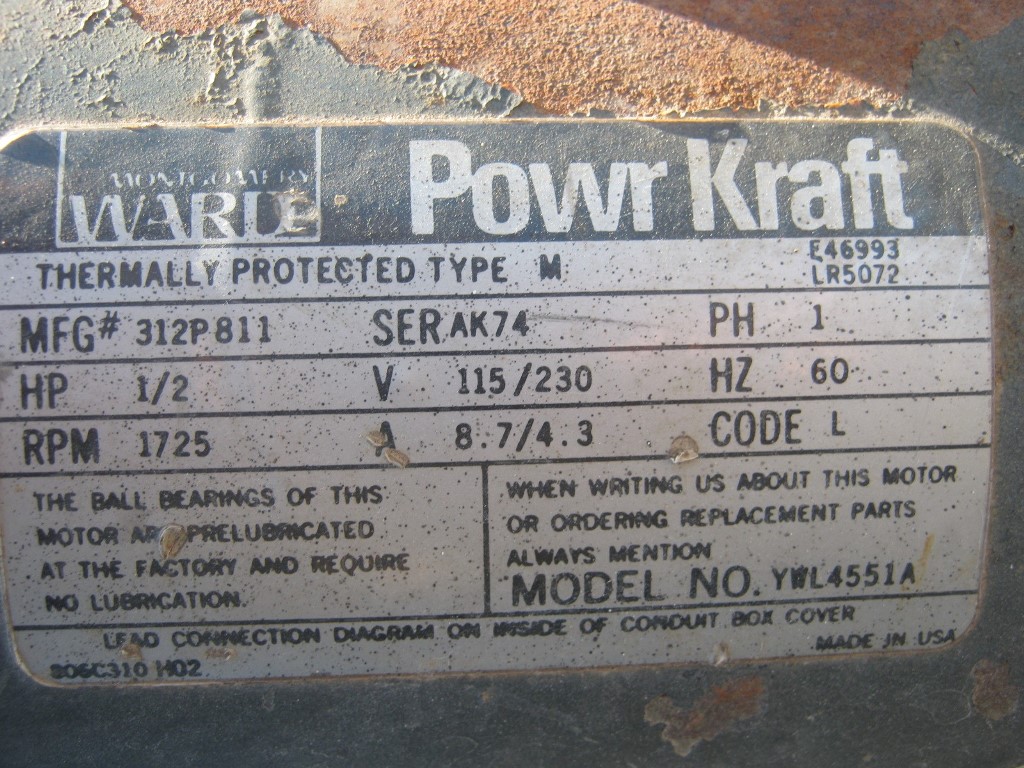 MONTGOMERY
WARD
Powr Kraft
THERMALLY PROTECTED TYPE M
E46993
LR5072
MFG# 312P811 SER AK74 PH 1
HP 1/2 V 115/230 HZ 60
RPM 1725 A 8.7/4.3 CODE L
THE BALL BEARINGS OF THIS
MOTOR ARE PRELUBRICATED
AT THE FACTORY AND REQUIRE
NO LUBRICATION.
WHEN WRITING US ABOUT THIS MOTOR
OR ORDERING REPLACEMENT PARTS
ALWAYS MENTION
MODEL NO. YWL4551A
LEAD CONNECTION DIAGRAM ON INSIDE OF CONDUIT BOX COVER
MADE IN USA
806C310 H02